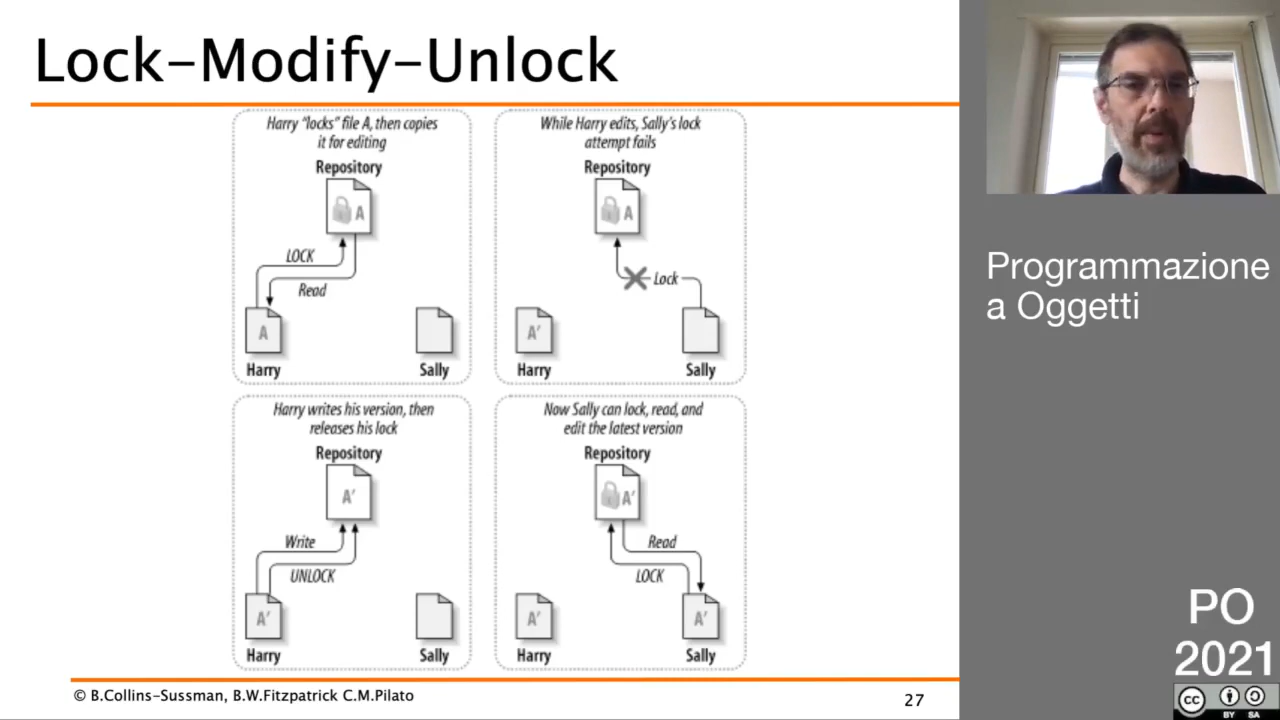 Lock-Modify-Unlock
Harry "locks" file A, then copies
it for editing
Repository
A
LOCK
Read
A
Harry
Sally
While Harry edits, Sally's lock
attempt fails
Repository
A
Lock
A'
Harry
Sally
Harry writes his version, then
releases his lock
Repository
A'
Write
UNLOCK
A'
Harry
Sally
Now Sally can lock, read, and
edit the latest version
Repository
A'
Read
LOCK
A'
A'
Harry
Sally
© B.Collins-Sussman, B.W.Fitzpatrick C.M.Pilato
27
Programmazione
a Oggetti
PO
2021
cc
BY SA